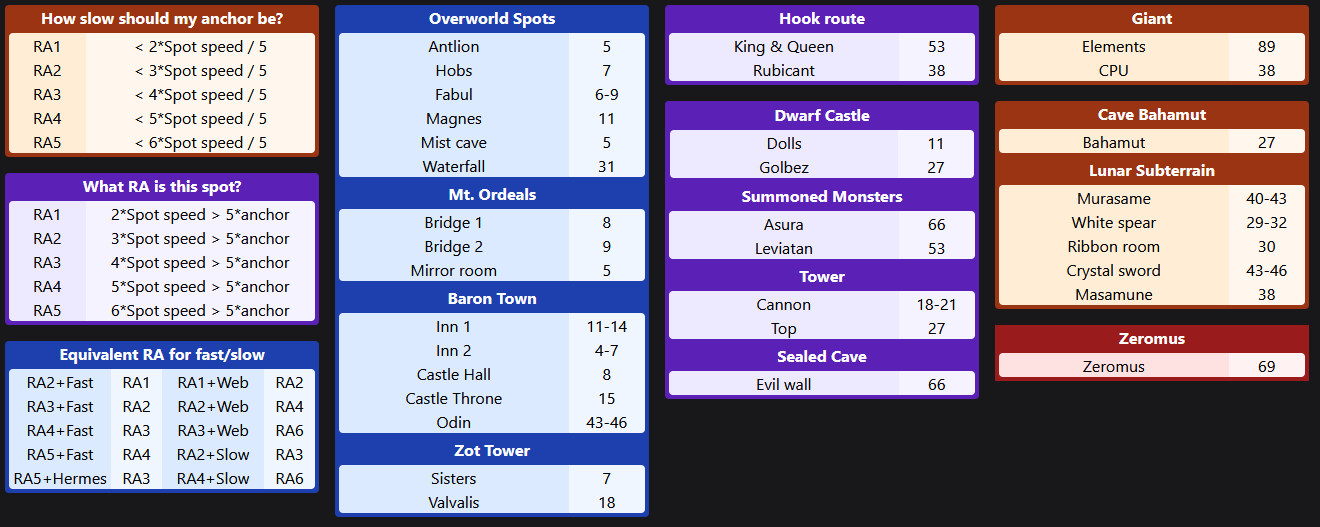 How slow should my anchor be?
RA1 < 2*Spot speed / 5
RA2 < 3*Spot speed / 5
RA3 < 4*Spot speed / 5
RA4 < 5*Spot speed / 5
RA5 < 6*Spot speed / 5
What RA is this spot?
RA1 2*Spot speed > 5*anchor
RA2 3*Spot speed > 5*anchor
RA3 4*Spot speed > 5*anchor
RA4 5*Spot speed > 5*anchor
RA5 6*Spot speed > 5*anchor
Equivalent RA for fast/slow
RA2+Fast RA1 RA1+Web RA2
RA3+Fast RA2 RA2+Web RA4
RA4+Fast RA3 RA3+Web RA6
RA5+Fast RA4 RA2+Slow RA3
RA5+Hermes RA3 RA4+Slow RA6
Overworld Spots
Antlion 5
Hobs 7
Fabul 6-9
Magnes 11
Mist cave 5
Waterfall 31
Mt. Ordeals
Bridge 1 8
Bridge 2 9
Mirror room 5
Baron Town
Inn 1 11-14
Inn 2 4-7
Castle Hall 8
Castle Throne 15
Odin 43-46
Zot Tower
Sisters 7
Valvalis 18
Hook route
King & Queen 53
Rubicant 38
Dwarf Castle
Dolls 11
Golbez 27
Summoned Monsters
Asura 66
Leviatan 53
Tower
Cannon 18-21
Top 27
Sealed Cave
Evil wall 66
Giant
Elements 89
CPU 38
Cave Bahamut
Bahamut 27
Lunar Subterrain
Murasame 40-43
White spear 29-32
Ribbon room 30
Crystal sword 43-46
Masamune 38
Zeromus
Zeromus 69